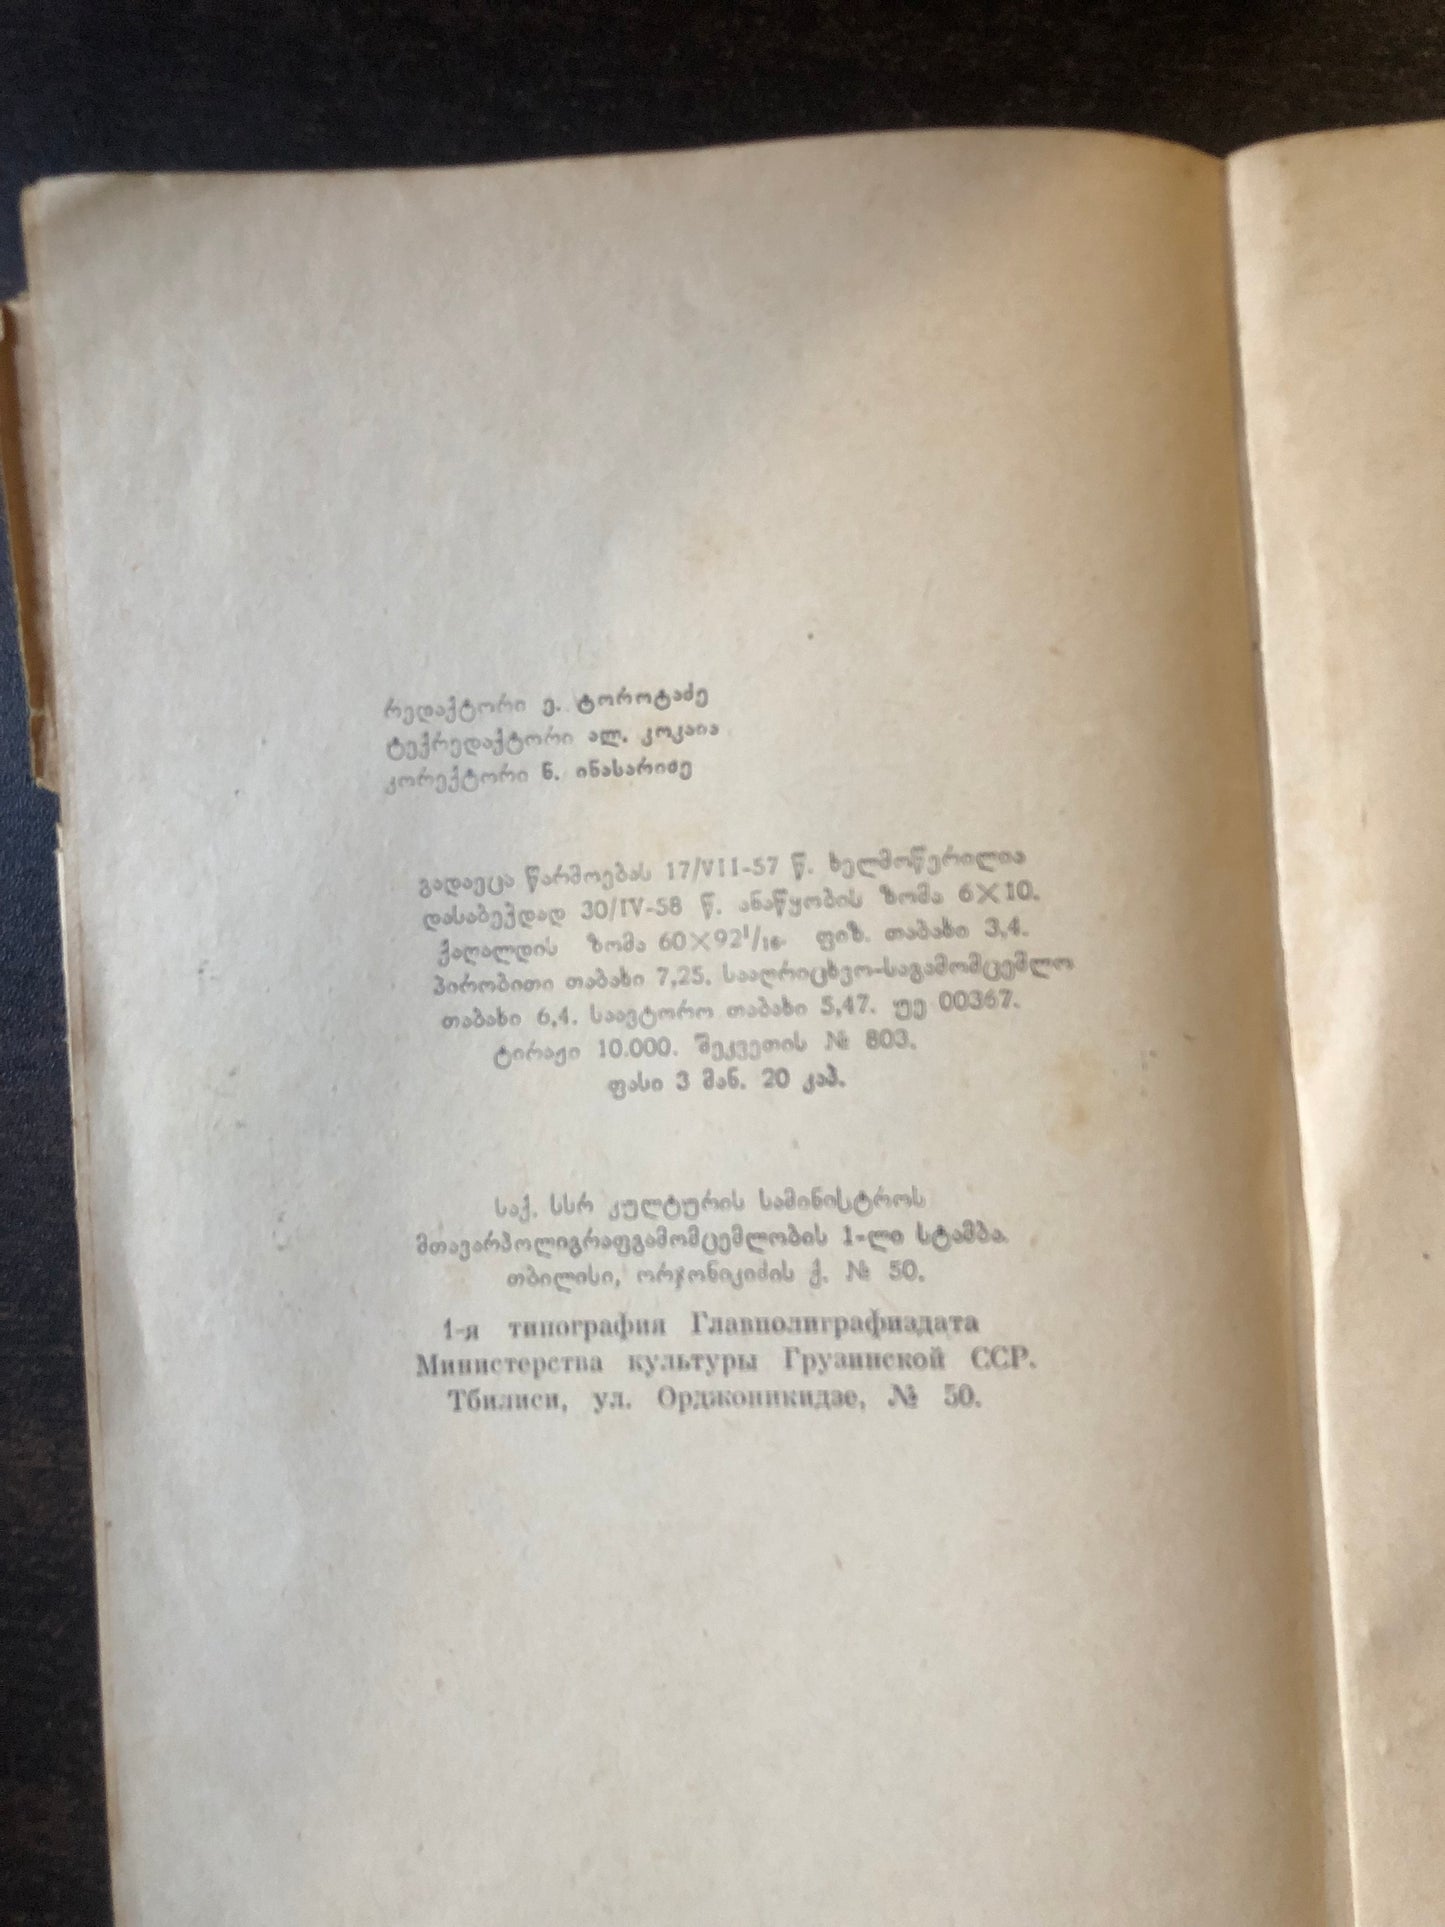 რედაქტორი ე. ტოროტაძე
ტექრედაქტორი ალ. კოკაია
კორექტორი ნ. ინასარიძე
გადაეცა წარმოებას 17/VII-57 წ. ხელმოწერილია
დასაბეჭდად 30/IV-58 წ. ანაწყობის ზომა 6×10.
ქაღალდის ზომა 60×92¹/₁₆. ფიზ. თაბახი 3,4.
პირობითი თაბახი 7,25. სააღრიცხვო-საგამომცემლო
თაბახი 6,4. საავტორო თაბახი 5,47. უე 00367.
ტირაჟი 10.000. შეკვეთის № 803.
ფასი 3 მან. 20 კაპ.
საქ. სსრ კულტურის სამინისტროს
მთავარპოლიგრაფგამომცემლობის 1-ლი სტამბა.
თბილისი, ორჯონიკიძის ქ. № 50.
1-я типография Главполиграфиздата
Министерства культуры Грузинской ССР.
Тбилиси, ул. Орджоникидзе, № 50.